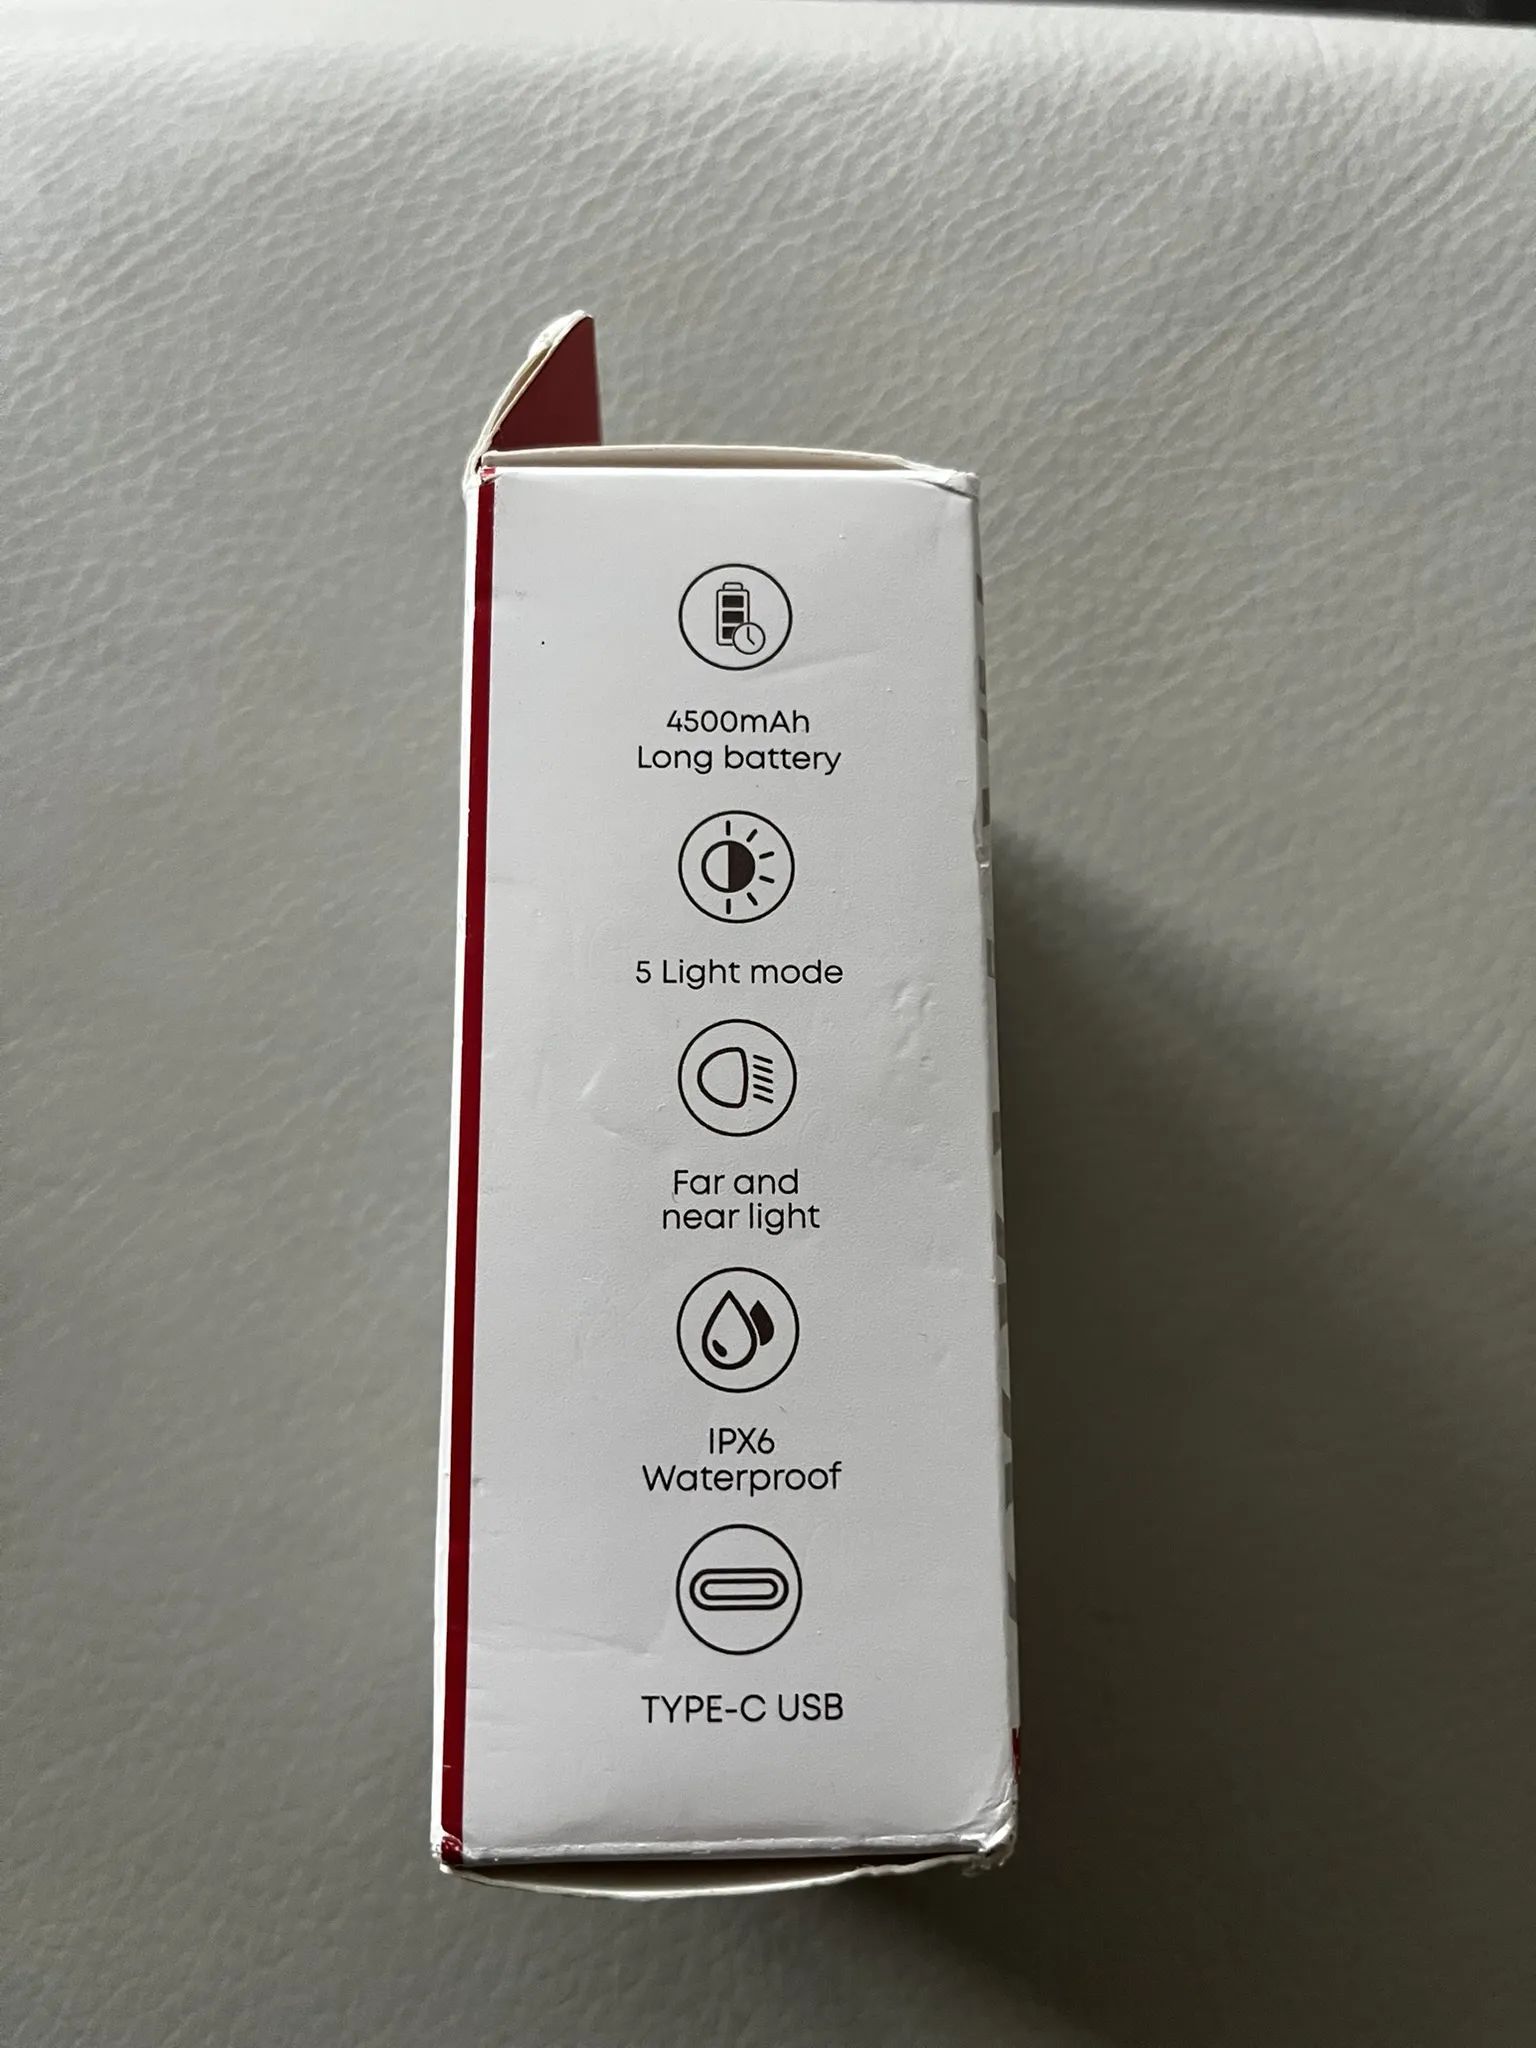 4500mAh
Long battery
5 Light mode
Far and
near light
IPX6
Waterproof
TYPE-C USB